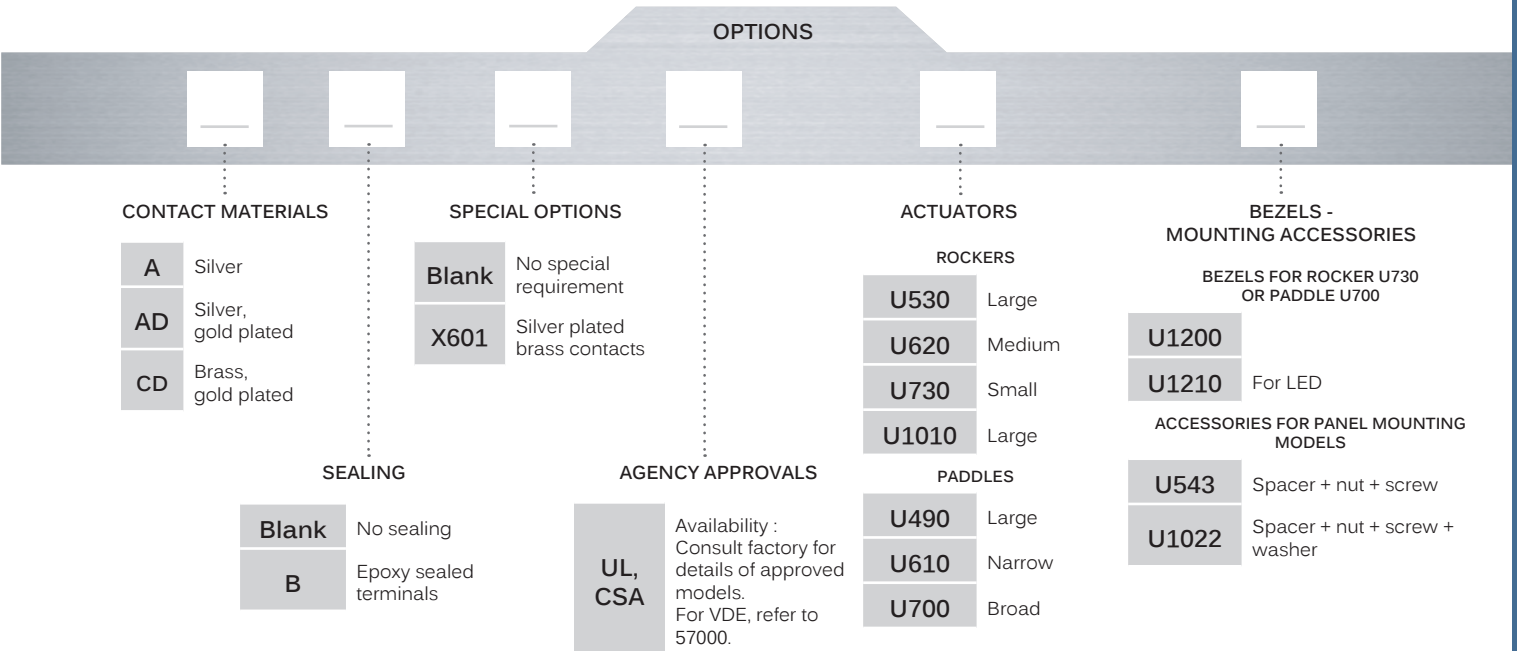 OPTIONS
CONTACT MATERIALS
A
Silver
AD
Silver,
gold plated
CD
Brass,
gold plated
SEALING
Blank
No sealing
B
Epoxy sealed
terminals
SPECIAL OPTIONS
Blank
No special
requirement
X601
Silver plated
brass contacts
AGENCY APPROVALS
UL,
CSA
Availability :
Consult factory for
details of approved
models.
For VDE, refer to
57000.
ACTUATORS
ROCKERS
U530
Large
U620
Medium
U730
Small
U1010
Large
PADDLES
U490
Large
U610
Narrow
U700
Broad
BEZELS -
MOUNTING ACCESSORIES
BEZELS FOR ROCKER U730
OR PADDLE U700
U1200
U1210
For LED
ACCESSORIES FOR PANEL MOUNTING
MODELS
U543
Spacer + nut + screw
U1022
Spacer + nut + screw +
washer